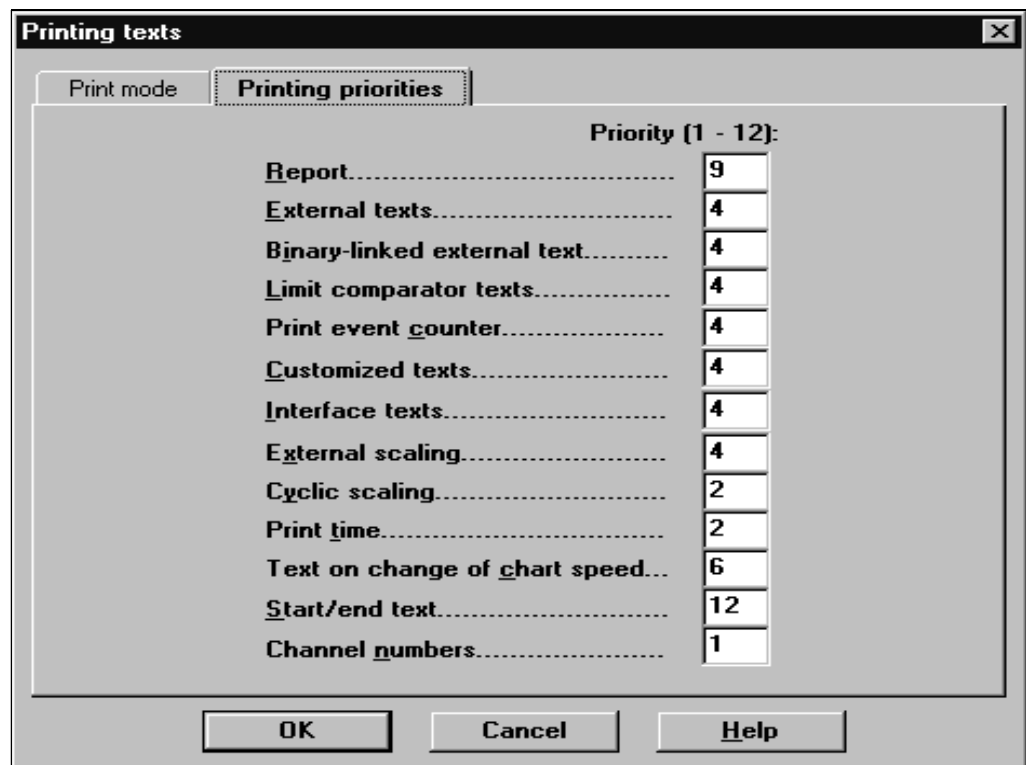 Printing texts
Print mode Printing priorities
Priority (1 - 12):
Report.................................... 9
External texts.......................... 4
Binary-linked external text.......... 4
Limit comparator texts............... 4
Print event counter.................. 4
Customized texts..................... 4
Interface texts........................ 4
External scaling....................... 4
Cyclic scaling......................... 2
Print time............................... 2
Text on change of chart speed... 6
Start/end text......................... 12
Channel numbers..................... 1
OK Cancel Help